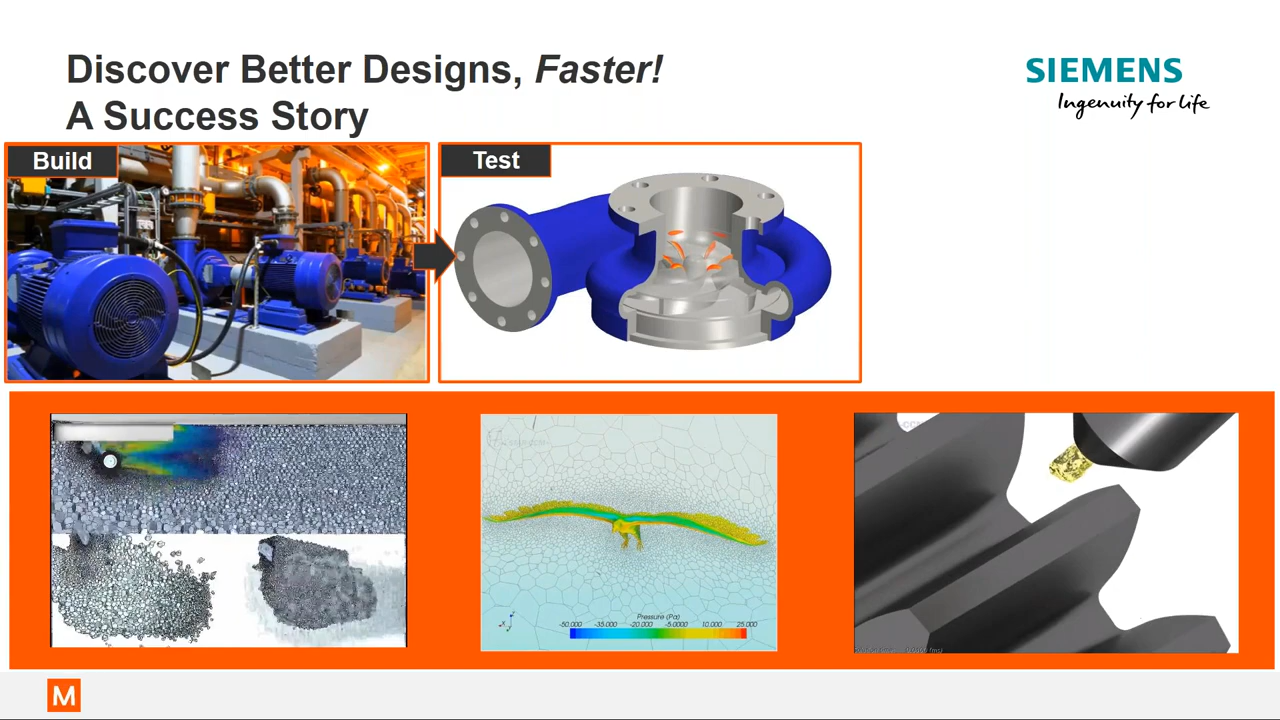 Discover Better Designs, Faster!
A Success Story
SIEMENS
Ingenuity for life
Build
Test
Pressure (Pa)
-50.000 -35.000 -20.000 -5.0000 10.000 25.000
M